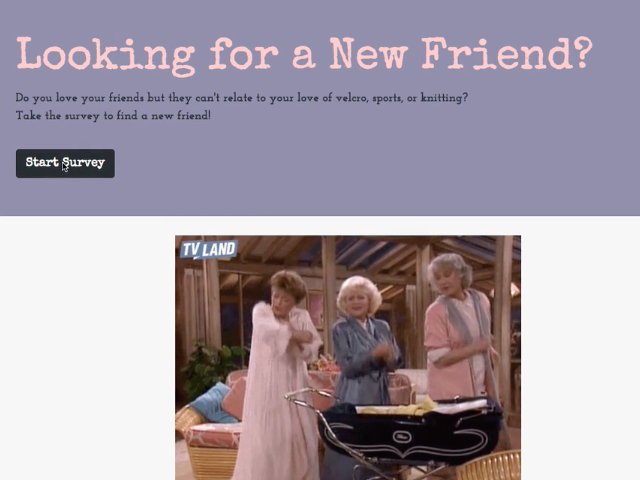 Looking for a New Friend?
Do you love your friends but they can't relate to your love of velcro, sports, or knitting?
Take the survey to find a new friend!
Start Survey
TV LAND